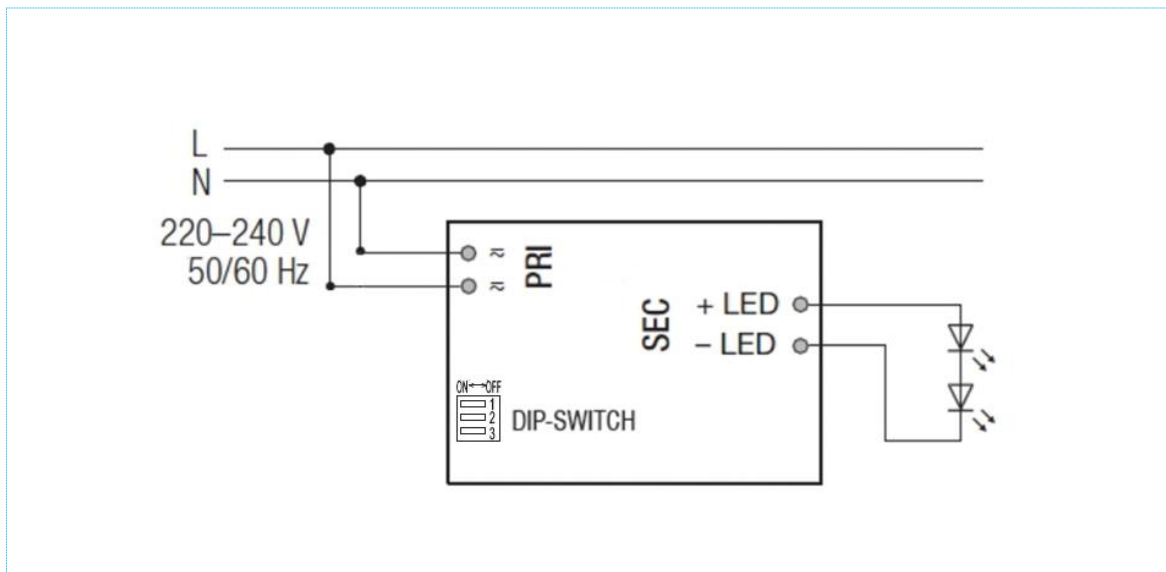 L
N
220–240 V
50/60 Hz
≂
≂
PRI
SEC
+ LED
– LED
ON↔OFF
1
2
3
DIP-SWITCH